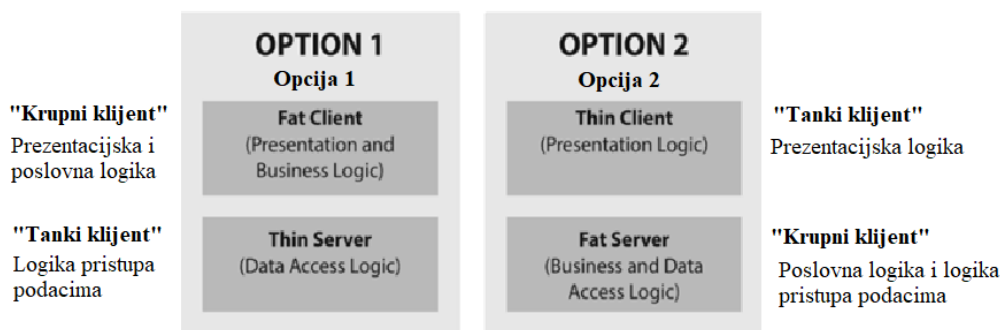 OPTION 1
Opcija 1
"Krupni klijent"
Prezentacijska i
poslovna logika
Fat Client
(Presentation and
Business Logic)
"Tanki klijent"
Logika pristupa
podacima
Thin Server
(Data Access Logic)
OPTION 2
Opcija 2
Thin Client
(Presentation Logic)
"Tanki klijent"
Prezentacijska logika
Fat Server
(Business and Data
Access Logic)
"Krupni klijent"
Poslovna logika i logika
pristupa podacima